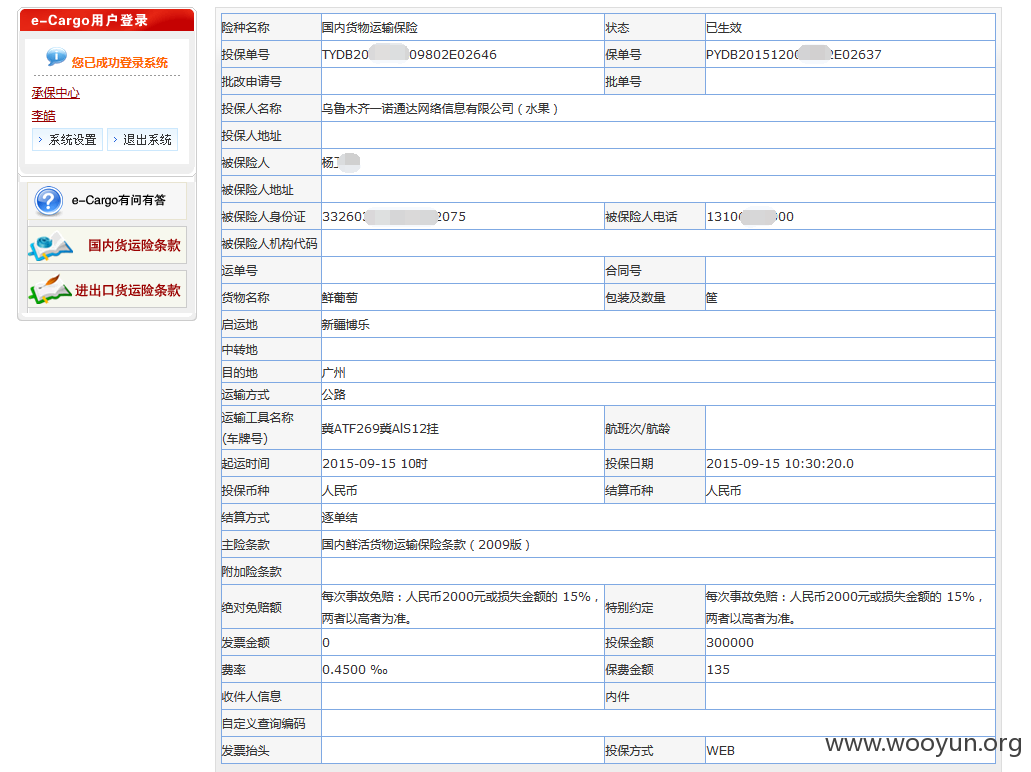 e-Cargo用户登录
您已成功登录系统
承保中心
李皓
系统设置 退出系统
e-Cargo有问有答
国内货运险条款
进出口货运险条款
险种名称 国内货物运输保险 状态 已生效
投保单号 TYDB20 09802E02646 保单号 PYDB20151200 2E02637
批改申请号 批单号
投保人名称 乌鲁木齐一诺通达网络信息有限公司（水果）
投保人地址
被保险人 杨
被保险人地址
被保险人身份证 33260 2075 被保险人电话 1310 00
被保险人机构代码
运单号 合同号
货物名称 鲜葡萄 包装及数量 筐
启运地 新疆博乐
中转地
目的地 广州
运输方式 公路
运输工具名称
(车牌号) 冀ATF269冀AlS12挂 航班次/航龄
起运时间 2015-09-15 10时 投保日期 2015-09-15 10:30:20.0
投保币种 人民币 结算币种 人民币
结算方式 逐单结
主险条款 国内鲜活货物运输保险条款（2009版）
附加险条款
绝对免赔额 每次事故免赔：人民币2000元或损失金额的 15%，
两者以高者为准。
特别约定 每次事故免赔：人民币2000元或损失金额的 15%，
两者以高者为准。
发票金额 0 投保金额 300000
费率 0.4500 ‰ 保费金额 135
收件人信息 内件
自定义查询编码
发票抬头 投保方式 WEB
www.wooyun.org